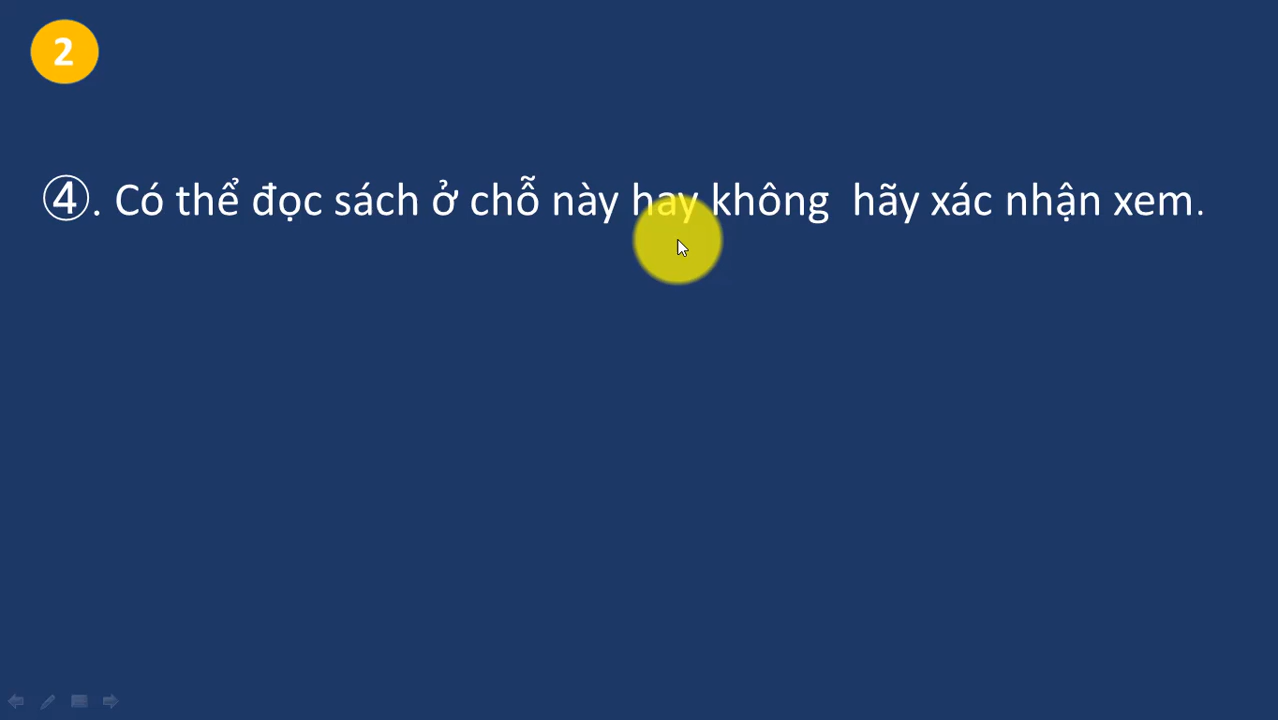 2
④. Có thể đọc sách ở chỗ này hay không hãy xác nhận xem.